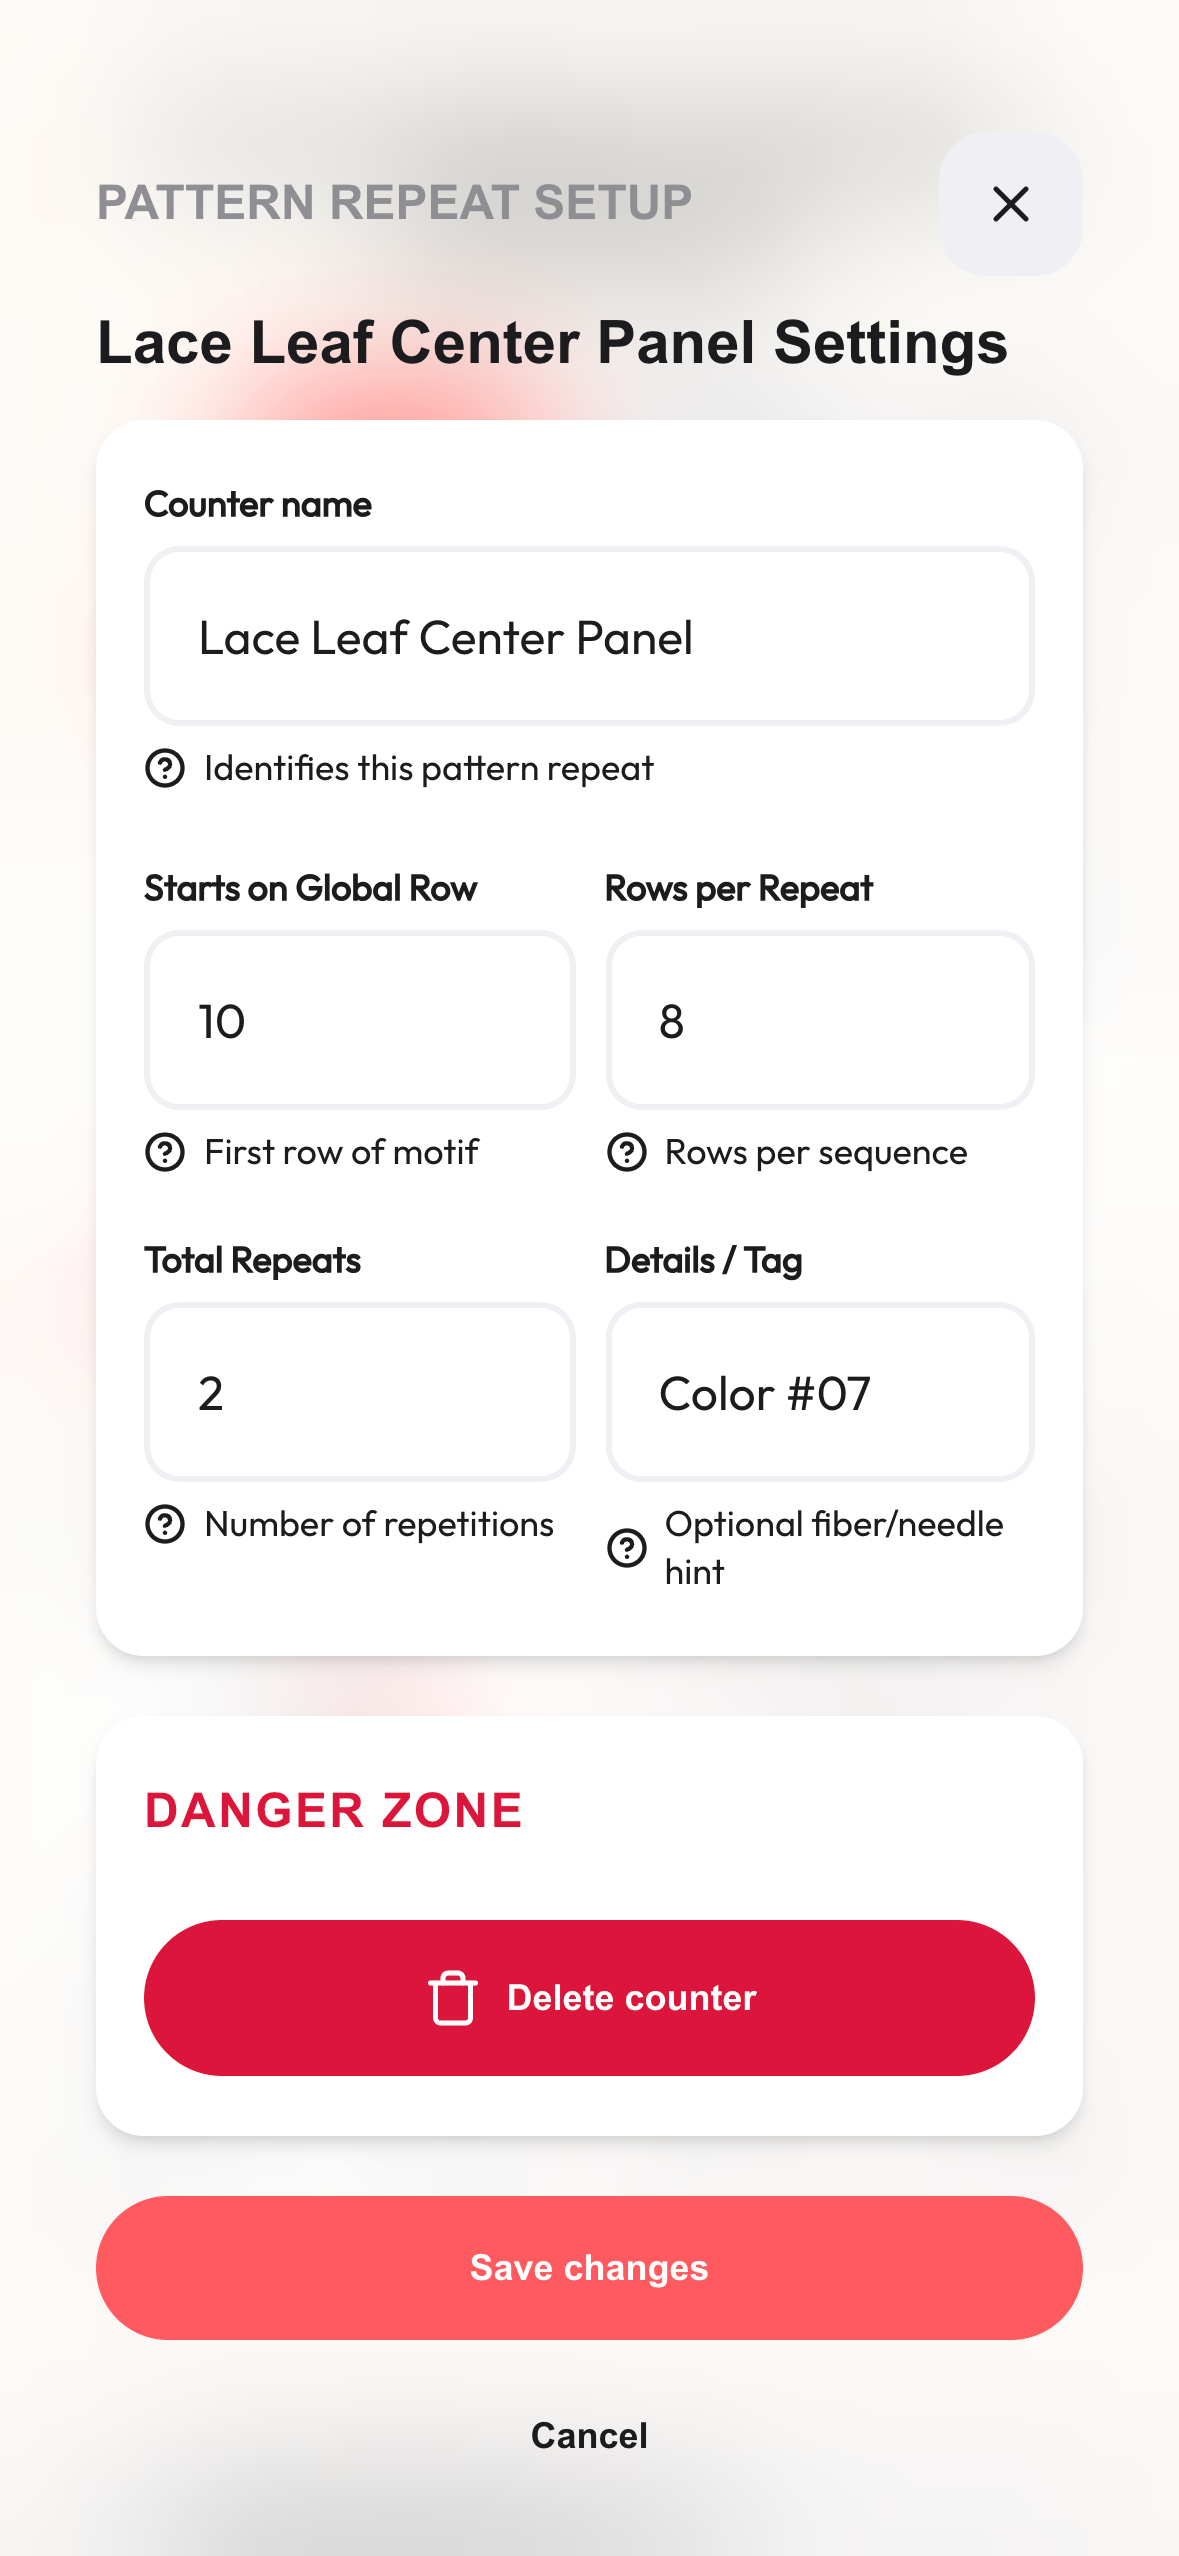 PATTERN REPEAT SETUP
Lace Leaf Center Panel Settings
Counter name
Lace Leaf Center Panel
Identifies this pattern repeat
Starts on Global Row
Rows per Repeat
10
8
First row of motif
Rows per sequence
Total Repeats
Details / Tag
2
Color #07
Number of repetitions
Optional fiber/needle
hint
DANGER ZONE
Delete counter
Save changes
Cancel